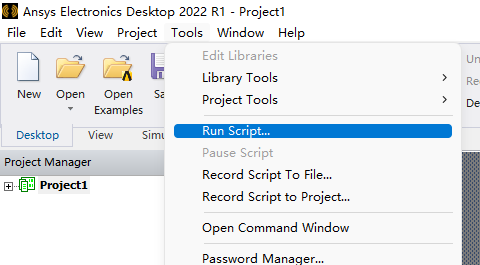 Ansys Electronics Desktop 2022 R1 - Project1
File Edit View Project Tools Window Help
New Open Open Examples Sa
Desktop View Simu
Edit Libraries
Library Tools
Project Tools
Run Script...
Pause Script
Record Script To File...
Record Script to Project...
Open Command Window
Password Manager...
Un
Re
De
Project Manager
Project1